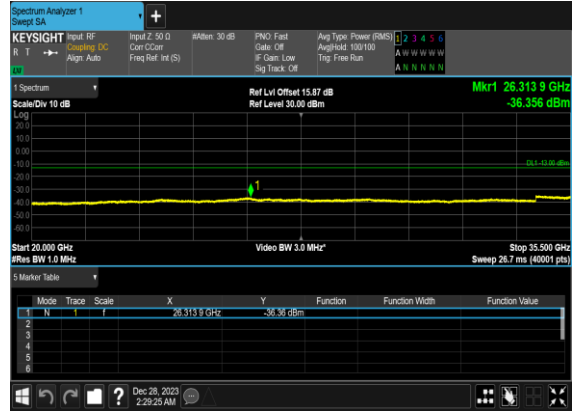 Spectrum Analyzer 1
Swept SA
+
KEYSIGHT Input: RF Input Z: 50 Ω #Atten: 30 dB PNO: Fast Avg Type: Power (RMS) 1 2 3 4 5 6
R T Coupling: DC Corr CCorr Gate: Off Avg|Hold: 100/100 A W W W W W
Align: Auto Freq Ref: Int (S) IF Gain: Low Trig: Free Run
Sig Track: Off A N N N N N
LW
1 Spectrum Ref Lvl Offset 15.87 dB Mkr1 26.313 9 GHz
Scale/Div 10 dB Ref Level 30.00 dBm -36.356 dBm
Log
20.0
10.0
0.00
-10.0 DL1 -13.00 dBm
-20.0
-30.0 1
-40.0
-50.0
-60.0
Start 20.000 GHz Video BW 3.0 MHz* Stop 35.500 GHz
#Res BW 1.0 MHz Sweep 26.7 ms (40001 pts)
5 Marker Table
Mode Trace Scale X Y Function Function Width Function Value
1 N 1 f 26.313 9 GHz -36.36 dBm
2
3
4
5
6
? Dec 28, 2023
2:29:25 AM